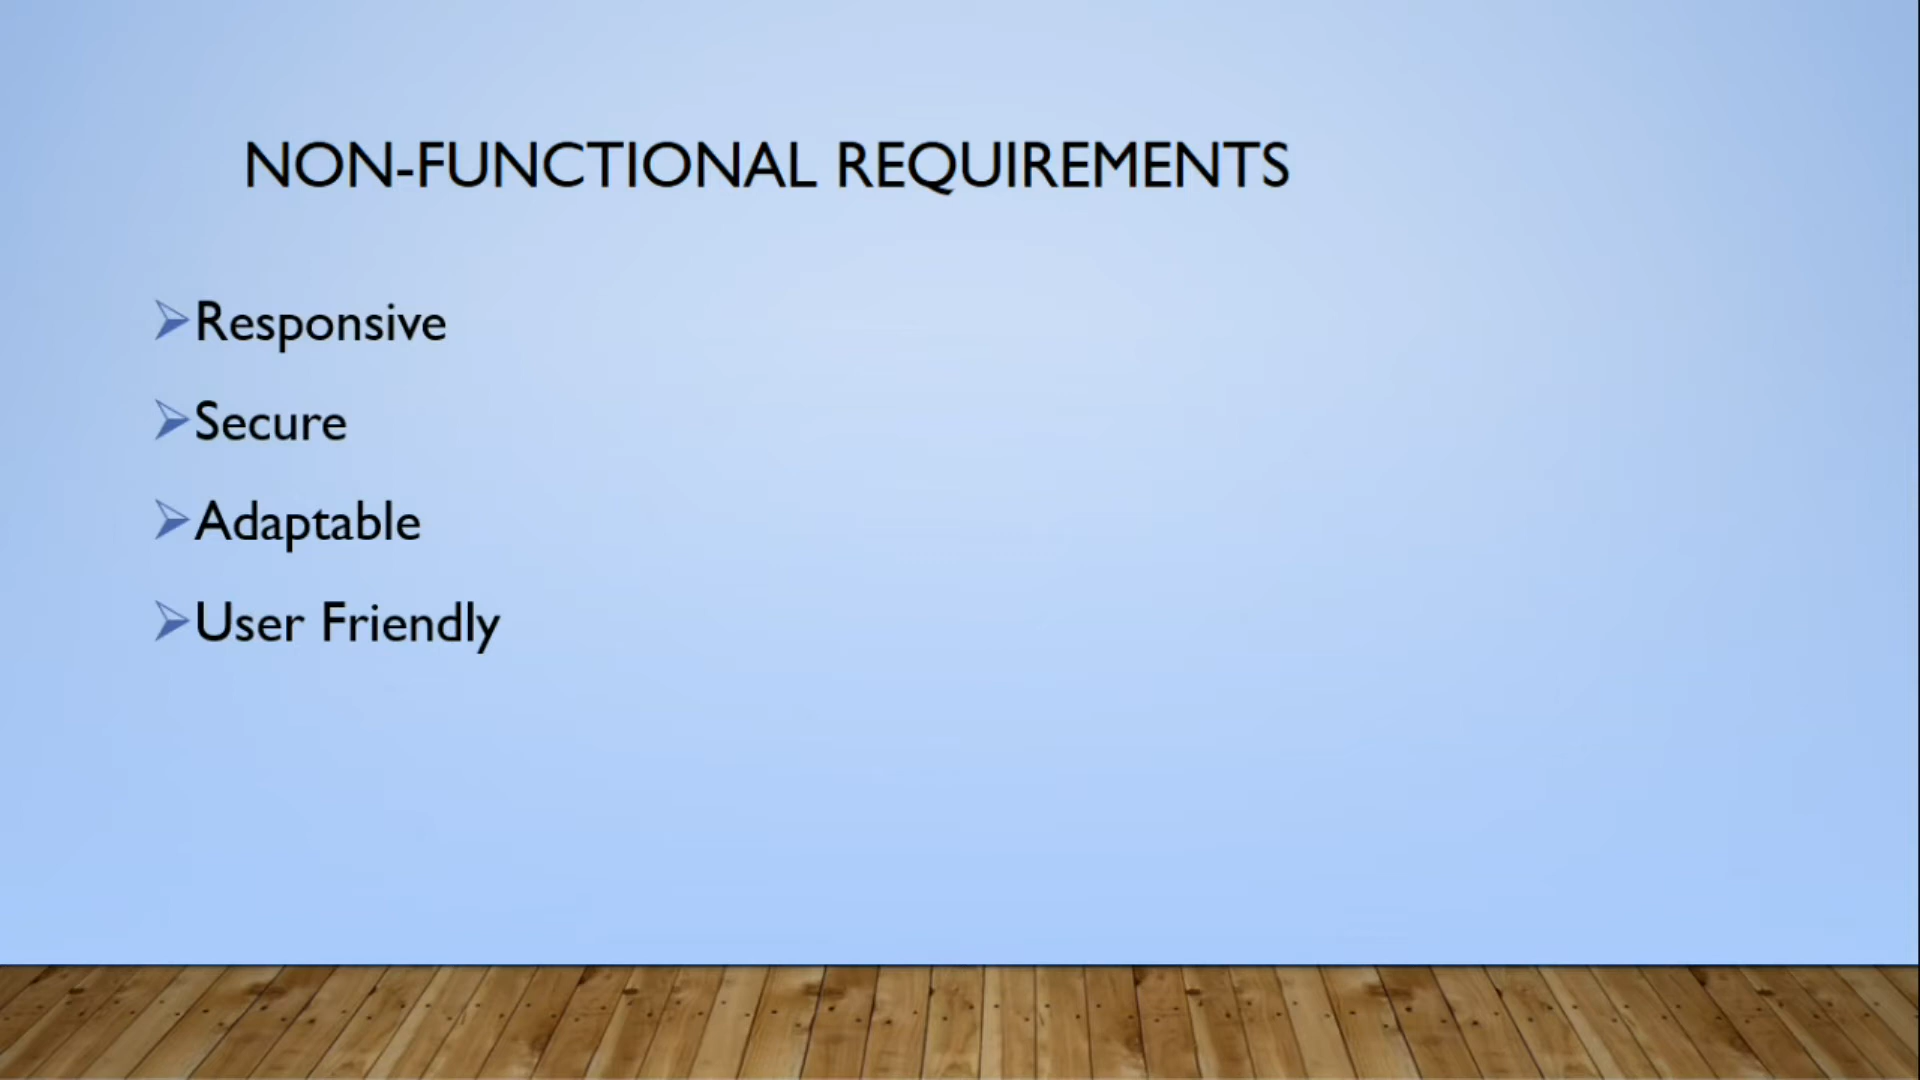 NON-FUNCTIONAL REQUIREMENTS
Responsive
Secure
Adaptable
User Friendly